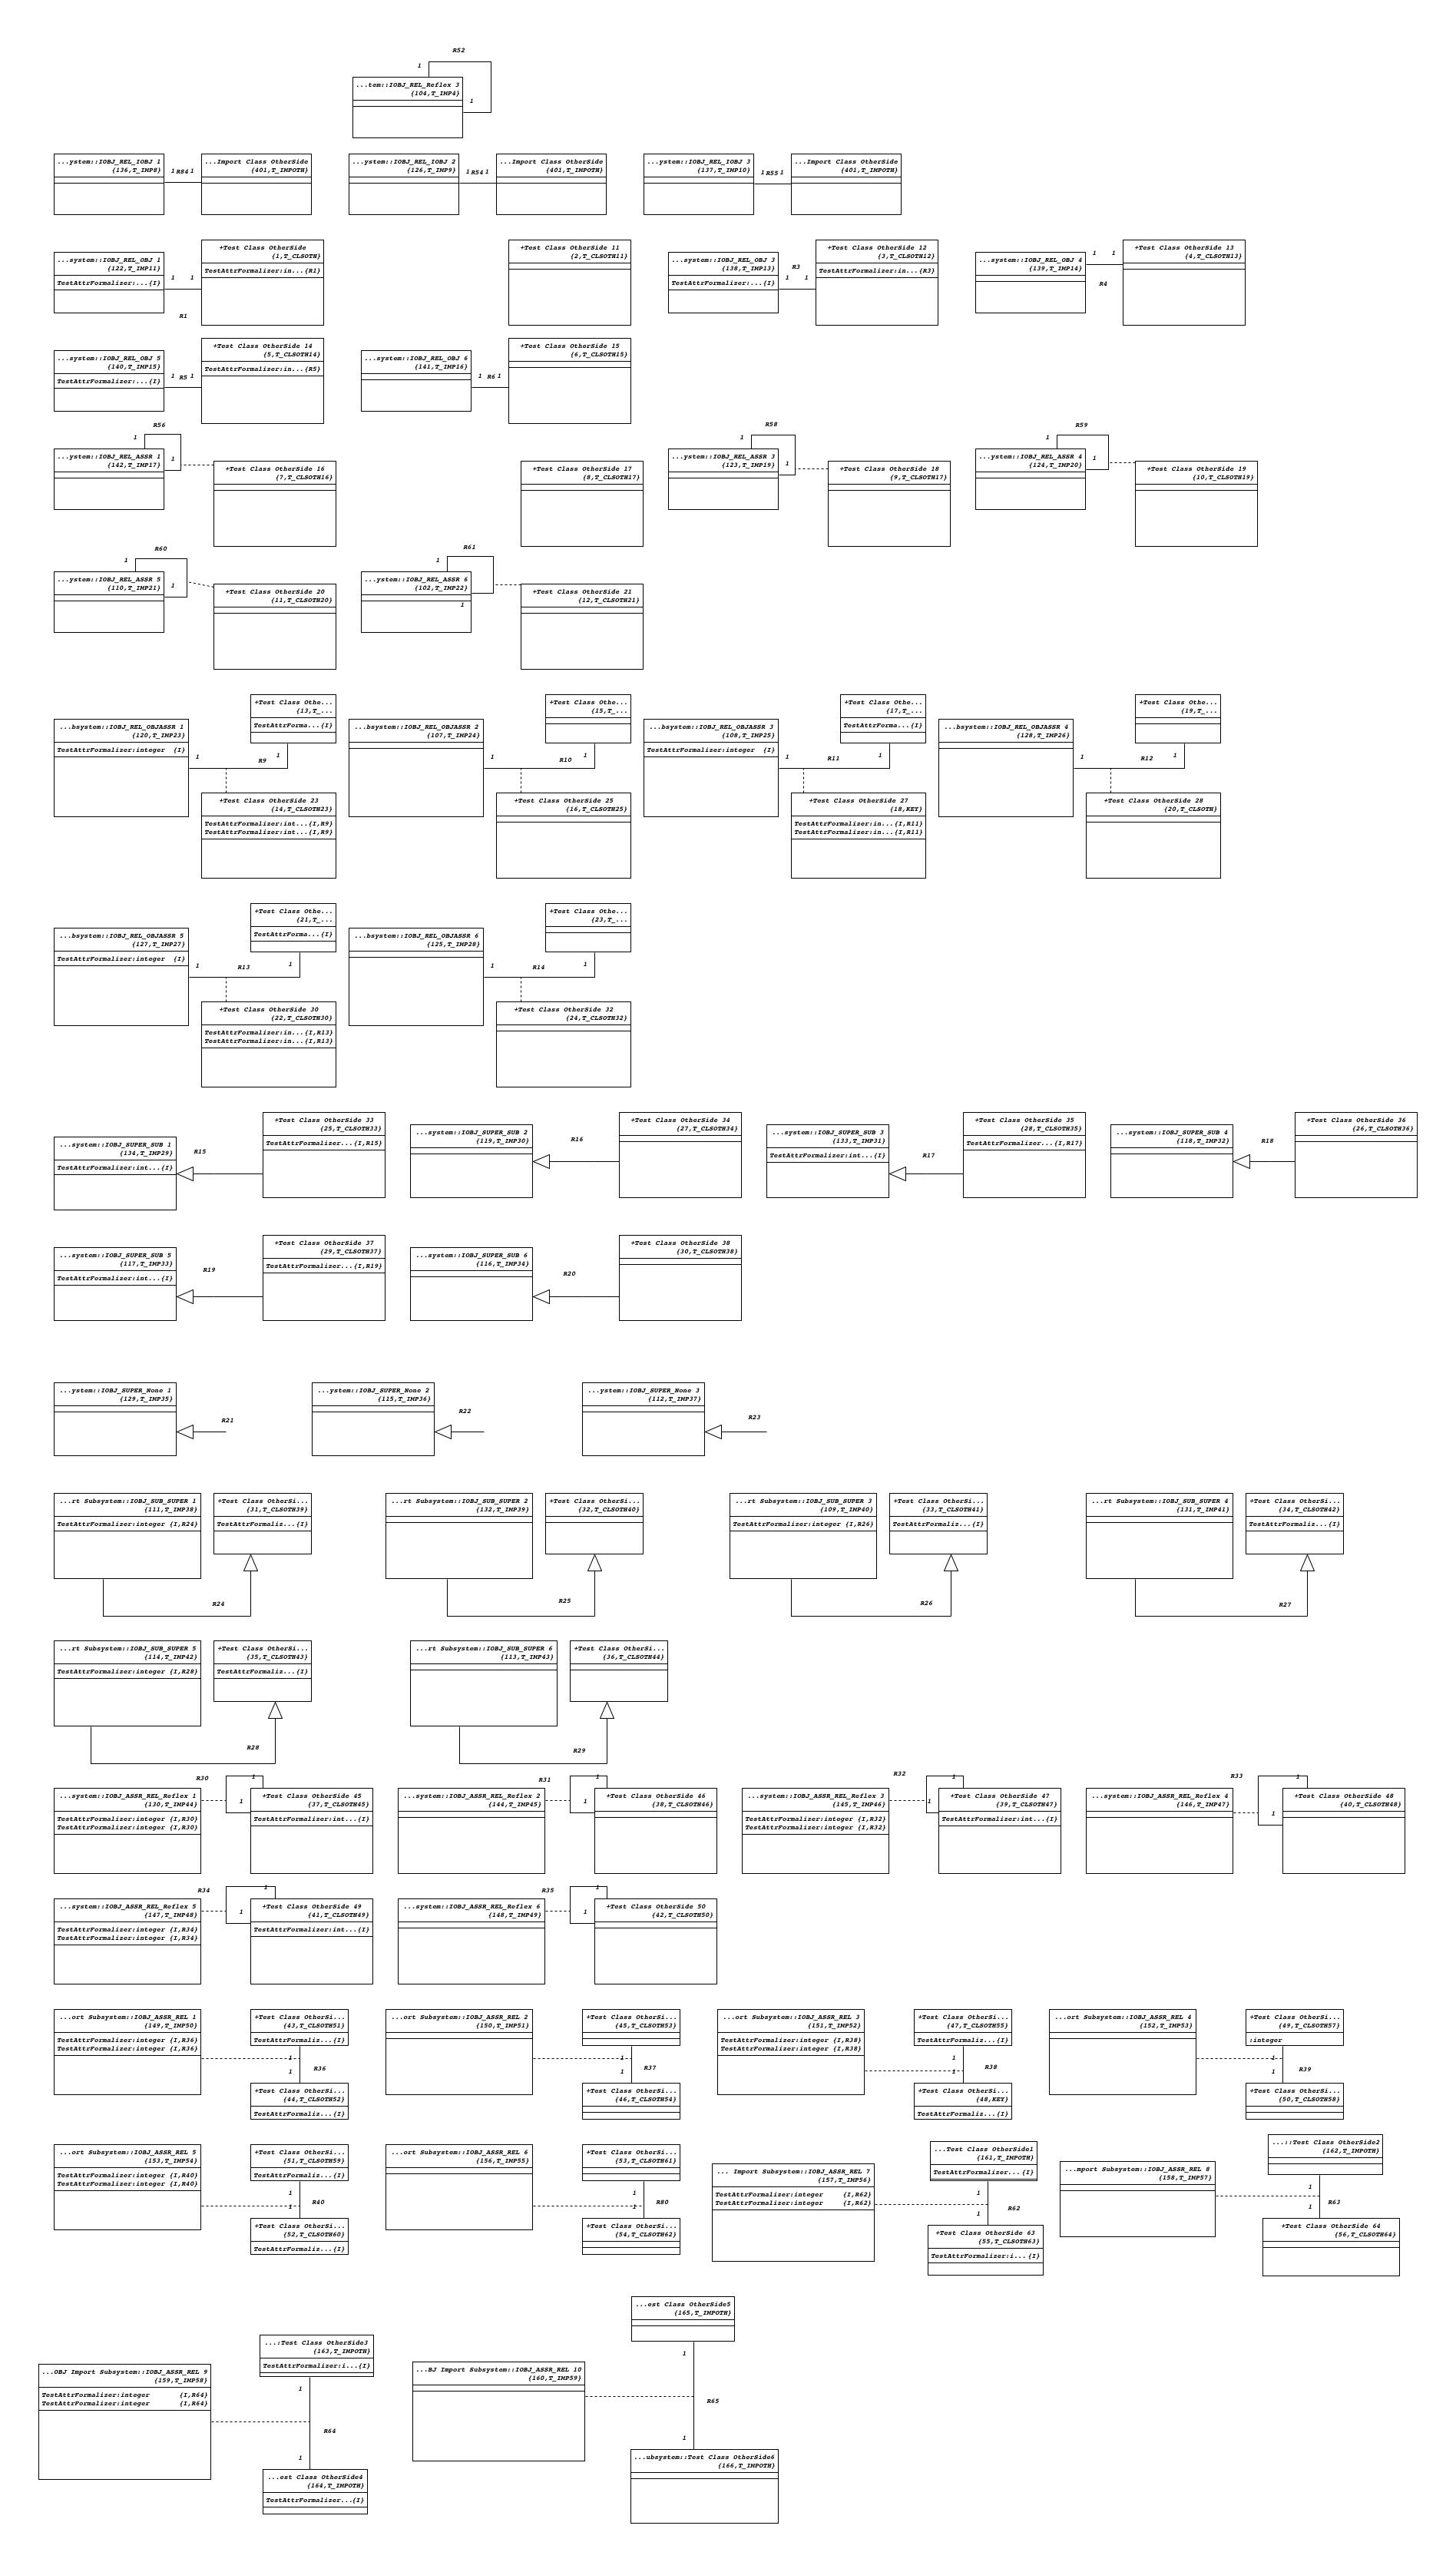 R52
1
...tem::IOBJ_REL_Reflex 3
{104,T_IMP4}
1
...ystem::IOBJ_REL_IOBJ 1
{136,T_IMP8}
1 R84 1
...Import Class OtherSide
{401,T_IMPOTH}
...ystem::IOBJ_REL_IOBJ 2
{126,T_IMP9}
1 R54 1
...Import Class OtherSide
{401,T_IMPOTH}
...ystem::IOBJ_REL_IOBJ 3
{137,T_IMP10}
1 R55 1
...Import Class OtherSide
{401,T_IMPOTH}
...system::IOBJ_REL_OBJ 1
{122,T_IMP11}
TestAttrFormalizer:...{I}
1 1
R1
+Test Class OtherSide
{1,T_CLSOTH}
TestAttrFormalizer:in...{R1}
+Test Class OtherSide 11
{2,T_CLSOTH11}
...system::IOBJ_REL_OBJ 3
{138,T_IMP13}
TestAttrFormalizer:...{I}
R3
1 1
+Test Class OtherSide 12
{3,T_CLSOTH12}
TestAttrFormalizer:in...{R3}
...system::IOBJ_REL_OBJ 4
{139,T_IMP14}
1 1
R4
+Test Class OtherSide 13
{4,T_CLSOTH13}
...system::IOBJ_REL_OBJ 5
{140,T_IMP15}
TestAttrFormalizer:...{I}
1 R5 1
+Test Class OtherSide 14
{5,T_CLSOTH14}
TestAttrFormalizer:in...{R5}
...system::IOBJ_REL_OBJ 6
{141,T_IMP16}
1 R6 1
+Test Class OtherSide 15
{6,T_CLSOTH15}
R56
1
...ystem::IOBJ_REL_ASSR 1
{142,T_IMP17}
1
+Test Class OtherSide 16
{7,T_CLSOTH16}
+Test Class OtherSide 17
{8,T_CLSOTH17}
R58
1
...ystem::IOBJ_REL_ASSR 3
{123,T_IMP19}
1
+Test Class OtherSide 18
{9,T_CLSOTH17}
R59
1
...ystem::IOBJ_REL_ASSR 4
{124,T_IMP20}
1
+Test Class OtherSide 19
{10,T_CLSOTH19}
R60
1
...ystem::IOBJ_REL_ASSR 5
{110,T_IMP21}
1
+Test Class OtherSide 20
{11,T_CLSOTH20}
R61
1
...ystem::IOBJ_REL_ASSR 6
{102,T_IMP22}
1
+Test Class OtherSide 21
{12,T_CLSOTH21}
...bsystem::IOBJ_REL_OBJASSR 1
{120,T_IMP23}
TestAttrFormalizer:integer {I}
+Test Class Othe...
{13,T_...
TestAttrForma...{I}
1 R9 1
+Test Class OtherSide 23
{14,T_CLSOTH23}
TestAttrFormalizer:int...{I,R9}
TestAttrFormalizer:int...{I,R9}
...bsystem::IOBJ_REL_OBJASSR 2
{107,T_IMP24}
+Test Class Othe...
{15,T_...
1 R10 1
+Test Class OtherSide 25
{16,T_CLSOTH25}
...bsystem::IOBJ_REL_OBJASSR 3
{108,T_IMP25}
TestAttrFormalizer:integer {I}
+Test Class Othe...
{17,T_...
TestAttrForma...{I}
1 R11 1
+Test Class OtherSide 27
{18,KEY}
TestAttrFormalizer:in...{I,R11}
TestAttrFormalizer:in...{I,R11}
...bsystem::IOBJ_REL_OBJASSR 4
{128,T_IMP26}
+Test Class Othe...
{19,T_...
1 R12 1
+Test Class OtherSide 28
{20,T_CLSOTH}
...bsystem::IOBJ_REL_OBJASSR 5
{127,T_IMP27}
TestAttrFormalizer:integer {I}
+Test Class Othe...
{21,T_...
TestAttrForma...{I}
1 R13 1
+Test Class OtherSide 30
{22,T_CLSOTH30}
TestAttrFormalizer:in...{I,R13}
TestAttrFormalizer:in...{I,R13}
...bsystem::IOBJ_REL_OBJASSR 6
{125,T_IMP28}
+Test Class Othe...
{23,T_...
1 R14 1
+Test Class OtherSide 32
{24,T_CLSOTH32}
...system::IOBJ_SUPER_SUB 1
{134,T_IMP29}
TestAttrFormalizer:int...{I}
R15
+Test Class OtherSide 33
{25,T_CLSOTH33}
TestAttrFormalizer...{I,R15}
...system::IOBJ_SUPER_SUB 2
{119,T_IMP30}
R16
+Test Class OtherSide 34
{27,T_CLSOTH34}
...system::IOBJ_SUPER_SUB 3
{133,T_IMP31}
TestAttrFormalizer:int...{I}
R17
+Test Class OtherSide 35
{28,T_CLSOTH35}
TestAttrFormalizer...{I,R17}
...system::IOBJ_SUPER_SUB 4
{118,T_IMP32}
R18
+Test Class OtherSide 36
{26,T_CLSOTH36}
...system::IOBJ_SUPER_SUB 5
{117,T_IMP33}
TestAttrFormalizer:int...{I}
R19
+Test Class OtherSide 37
{29,T_CLSOTH37}
TestAttrFormalizer...{I,R19}
...system::IOBJ_SUPER_SUB 6
{116,T_IMP34}
R20
+Test Class OtherSide 38
{30,T_CLSOTH38}
...ystem::IOBJ_SUPER_None 1
{129,T_IMP35}
R21
...ystem::IOBJ_SUPER_None 2
{115,T_IMP36}
R22
...ystem::IOBJ_SUPER_None 3
{112,T_IMP37}
R23
...rt Subsystem::IOBJ_SUB_SUPER 1
{111,T_IMP38}
TestAttrFormalizer:integer {I,R24}
+Test Class OtherSi...
{31,T_CLSOTH39}
TestAttrFormaliz...{I}
R24
...rt Subsystem::IOBJ_SUB_SUPER 2
{132,T_IMP39}
+Test Class OtherSi...
{32,T_CLSOTH40}
R25
...rt Subsystem::IOBJ_SUB_SUPER 3
{109,T_IMP40}
TestAttrFormalizer:integer {I,R26}
+Test Class OtherSi...
{33,T_CLSOTH41}
TestAttrFormaliz...{I}
R26
...rt Subsystem::IOBJ_SUB_SUPER 4
{131,T_IMP41}
+Test Class OtherSi...
{34,T_CLSOTH42}
TestAttrFormaliz...{I}
R27
...rt Subsystem::IOBJ_SUB_SUPER 5
{114,T_IMP42}
TestAttrFormalizer:integer {I,R28}
+Test Class OtherSi...
{35,T_CLSOTH43}
TestAttrFormaliz...{I}
R28
...rt Subsystem::IOBJ_SUB_SUPER 6
{113,T_IMP43}
+Test Class OtherSi...
{36,T_CLSOTH44}
R29
R30
...system::IOBJ_ASSR_REL_Reflex 1
{130,T_IMP44}
TestAttrFormalizer:integer {I,R30}
TestAttrFormalizer:integer {I,R30}
1
1
+Test Class OtherSide 45
{37,T_CLSOTH45}
TestAttrFormalizer:int...{I}
R31
...system::IOBJ_ASSR_REL_Reflex 2
{144,T_IMP45}
1
1
+Test Class OtherSide 46
{38,T_CLSOTH46}
R32
...system::IOBJ_ASSR_REL_Reflex 3
{145,T_IMP46}
TestAttrFormalizer:integer {I,R32}
TestAttrFormalizer:integer {I,R32}
1
1
+Test Class OtherSide 47
{39,T_CLSOTH47}
TestAttrFormalizer:int...{I}
R33
...system::IOBJ_ASSR_REL_Reflex 4
{146,T_IMP47}
1
1
+Test Class OtherSide 48
{40,T_CLSOTH48}
R34
...system::IOBJ_ASSR_REL_Reflex 5
{147,T_IMP48}
TestAttrFormalizer:integer {I,R34}
TestAttrFormalizer:integer {I,R34}
1
1
+Test Class OtherSide 49
{41,T_CLSOTH49}
TestAttrFormalizer:int...{I}
R35
...system::IOBJ_ASSR_REL_Reflex 6
{148,T_IMP49}
1
1
+Test Class OtherSide 50
{42,T_CLSOTH50}
...ort Subsystem::IOBJ_ASSR_REL 1
{149,T_IMP50}
TestAttrFormalizer:integer {I,R36}
TestAttrFormalizer:integer {I,R36}
+Test Class OtherSi...
{43,T_CLSOTH51}
TestAttrFormaliz...{I}
1
1 R36
+Test Class OtherSi...
{44,T_CLSOTH52}
TestAttrFormaliz...{I}
...ort Subsystem::IOBJ_ASSR_REL 2
{150,T_IMP51}
+Test Class OtherSi...
{45,T_CLSOTH53}
1
1 R37
+Test Class OtherSi...
{46,T_CLSOTH54}
...ort Subsystem::IOBJ_ASSR_REL 3
{151,T_IMP52}
TestAttrFormalizer:integer {I,R38}
TestAttrFormalizer:integer {I,R38}
+Test Class OtherSi...
{47,T_CLSOTH55}
TestAttrFormaliz...{I}
1
1 R38
+Test Class OtherSi...
{48,KEY}
TestAttrFormaliz...{I}
...ort Subsystem::IOBJ_ASSR_REL 4
{152,T_IMP53}
+Test Class OtherSi...
{49,T_CLSOTH57}
:integer
1
1 R39
+Test Class OtherSi...
{50,T_CLSOTH58}
...ort Subsystem::IOBJ_ASSR_REL 5
{153,T_IMP54}
TestAttrFormalizer:integer {I,R40}
TestAttrFormalizer:integer {I,R40}
+Test Class OtherSi...
{51,T_CLSOTH59}
TestAttrFormaliz...{I}
1
1 R40
+Test Class OtherSi...
{52,T_CLSOTH60}
TestAttrFormaliz...{I}
...ort Subsystem::IOBJ_ASSR_REL 6
{156,T_IMP55}
+Test Class OtherSi...
{53,T_CLSOTH61}
1
1 R80
+Test Class OtherSi...
{54,T_CLSOTH62}
... Import Subsystem::IOBJ_ASSR_REL 7
{157,T_IMP56}
TestAttrFormalizer:integer {I,R62}
TestAttrFormalizer:integer {I,R62}
...Test Class OtherSide1
{161,T_IMPOTH}
TestAttrFormalizer...{I}
1
1 R62
+Test Class OtherSide 63
{55,T_CLSOTH63}
TestAttrFormalizer:i...{I}
...mport Subsystem::IOBJ_ASSR_REL 8
{158,T_IMP57}
...::Test Class OtherSide2
{162,T_IMPOTH}
1
1 R63
+Test Class OtherSide 64
{56,T_CLSOTH64}
...OBJ Import Subsystem::IOBJ_ASSR_REL 9
{159,T_IMP58}
TestAttrFormalizer:integer {I,R64}
TestAttrFormalizer:integer {I,R64}
...:Test Class OtherSide3
{163,T_IMPOTH}
TestAttrFormalizer:i...{I}
1
R64
1
...est Class OtherSide4
{164,T_IMPOTH}
TestAttrFormalizer...{I}
...BJ Import Subsystem::IOBJ_ASSR_REL 10
{160,T_IMP59}
...est Class OtherSide5
{165,T_IMPOTH}
1
R65
1
...ubsystem::Test Class OtherSide6
{166,T_IMPOTH}